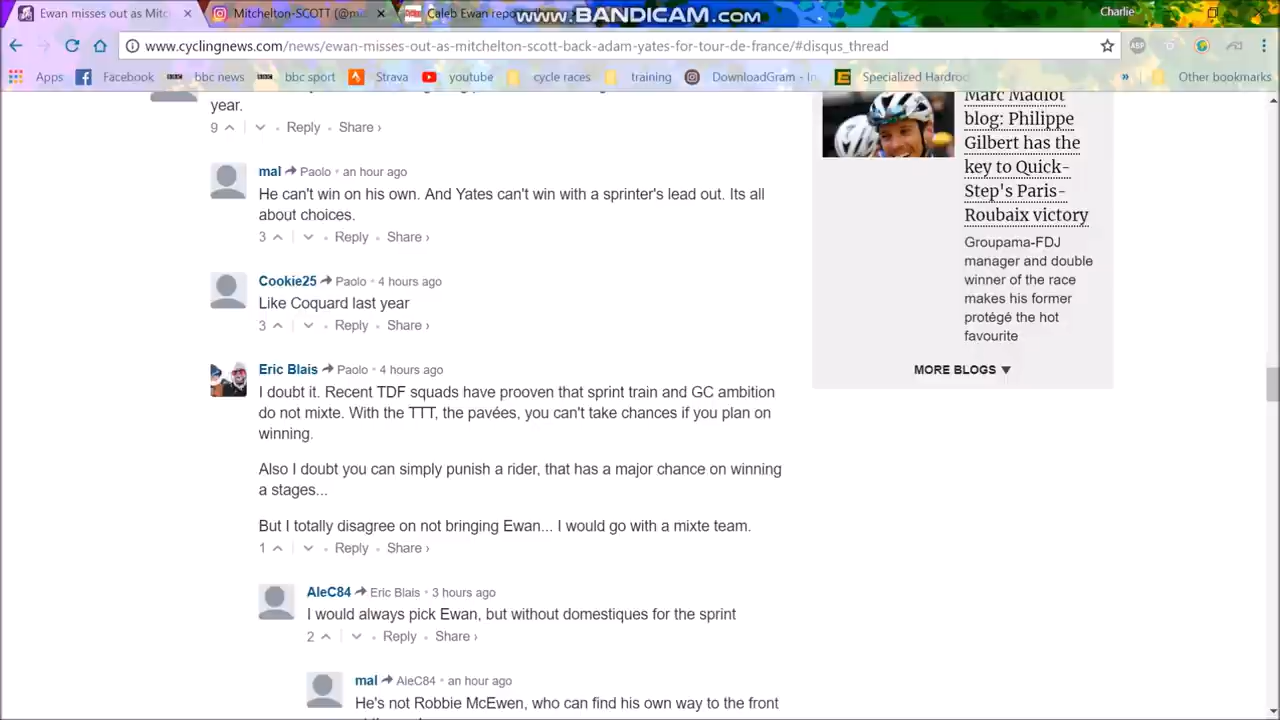 Ewan misses out as Mitc
Mitchelton-SCOTT (@mi
Caleb Ewan repor
www.BANDICAM.com
Charlie
www.cyclingnews.com/news/ewan-misses-out-as-mitchelton-scott-back-adam-yates-for-tour-de-france/#disqus_thread
ABP
Apps
Facebook
bbc news
bbc sport
Strava
youtube
cycle races
training
DownloadGram - In
Specialized Hardroc
»
Other bookmarks
year.
9 Reply Share ›
mal Paolo • an hour ago
He can't win on his own. And Yates can't win with a sprinter's lead out. Its all
about choices.
3 Reply Share ›
Cookie25 Paolo • 4 hours ago
Like Coquard last year
3 Reply Share ›
Eric Blais Paolo • 4 hours ago
I doubt it. Recent TDF squads have prooven that sprint train and GC ambition
do not mixte. With the TTT, the pavées, you can't take chances if you plan on
winning.
Also I doubt you can simply punish a rider, that has a major chance on winning
a stages...
But I totally disagree on not bringing Ewan... I would go with a mixte team.
1 Reply Share ›
AleC84 Eric Blais • 3 hours ago
I would always pick Ewan, but without domestiques for the sprint
2 Reply Share ›
mal AleC84 • an hour ago
He's not Robbie McEwen, who can find his own way to the front
Marc Madiot
blog: Philippe
Gilbert has the
key to Quick-
Step's Paris-
Roubaix victory
Groupama-FDJ
manager and double
winner of the race
makes his former
protégé the hot
favourite
MORE BLOGS ▼